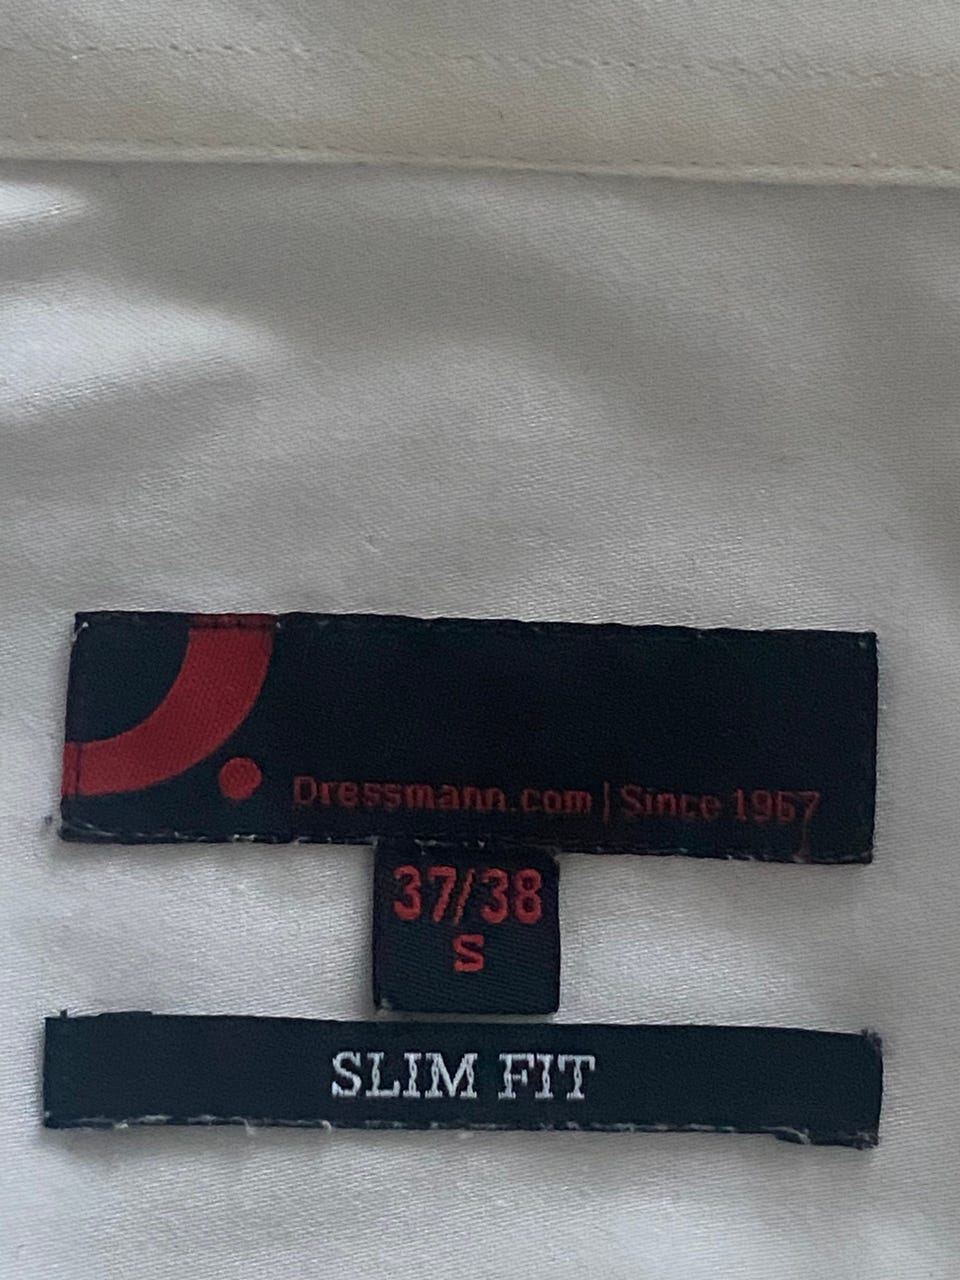 Dressmann.com | Since 1967
37/38
S
SLIM FIT